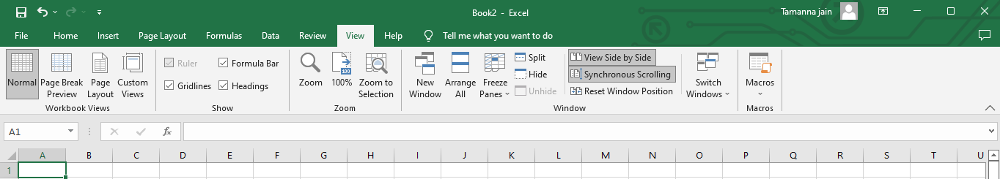 Book2 - Excel
Tamanna jain
File Home Insert Page Layout Formulas Data Review View Help Tell me what you want to do
Normal
Page Break Preview
Page Layout
Custom Views
Workbook Views
Ruler
Formula Bar
Gridlines
Headings
Show
Zoom
100
100%
Zoom to Selection
Zoom
New Window
Arrange All
Freeze Panes
Split
Hide
Unhide
View Side by Side
Synchronous Scrolling
Reset Window Position
Switch Windows
Window
Macros
Macros
A1
fx
A B C D E F G H I J K L M N O P Q R S T U
1